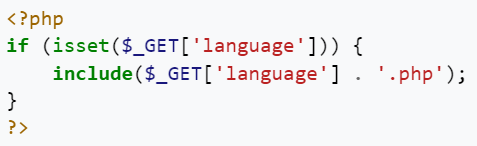 <?php
if (isset($_GET['language'])) {
    include($_GET['language'] . '.php');
}
?>